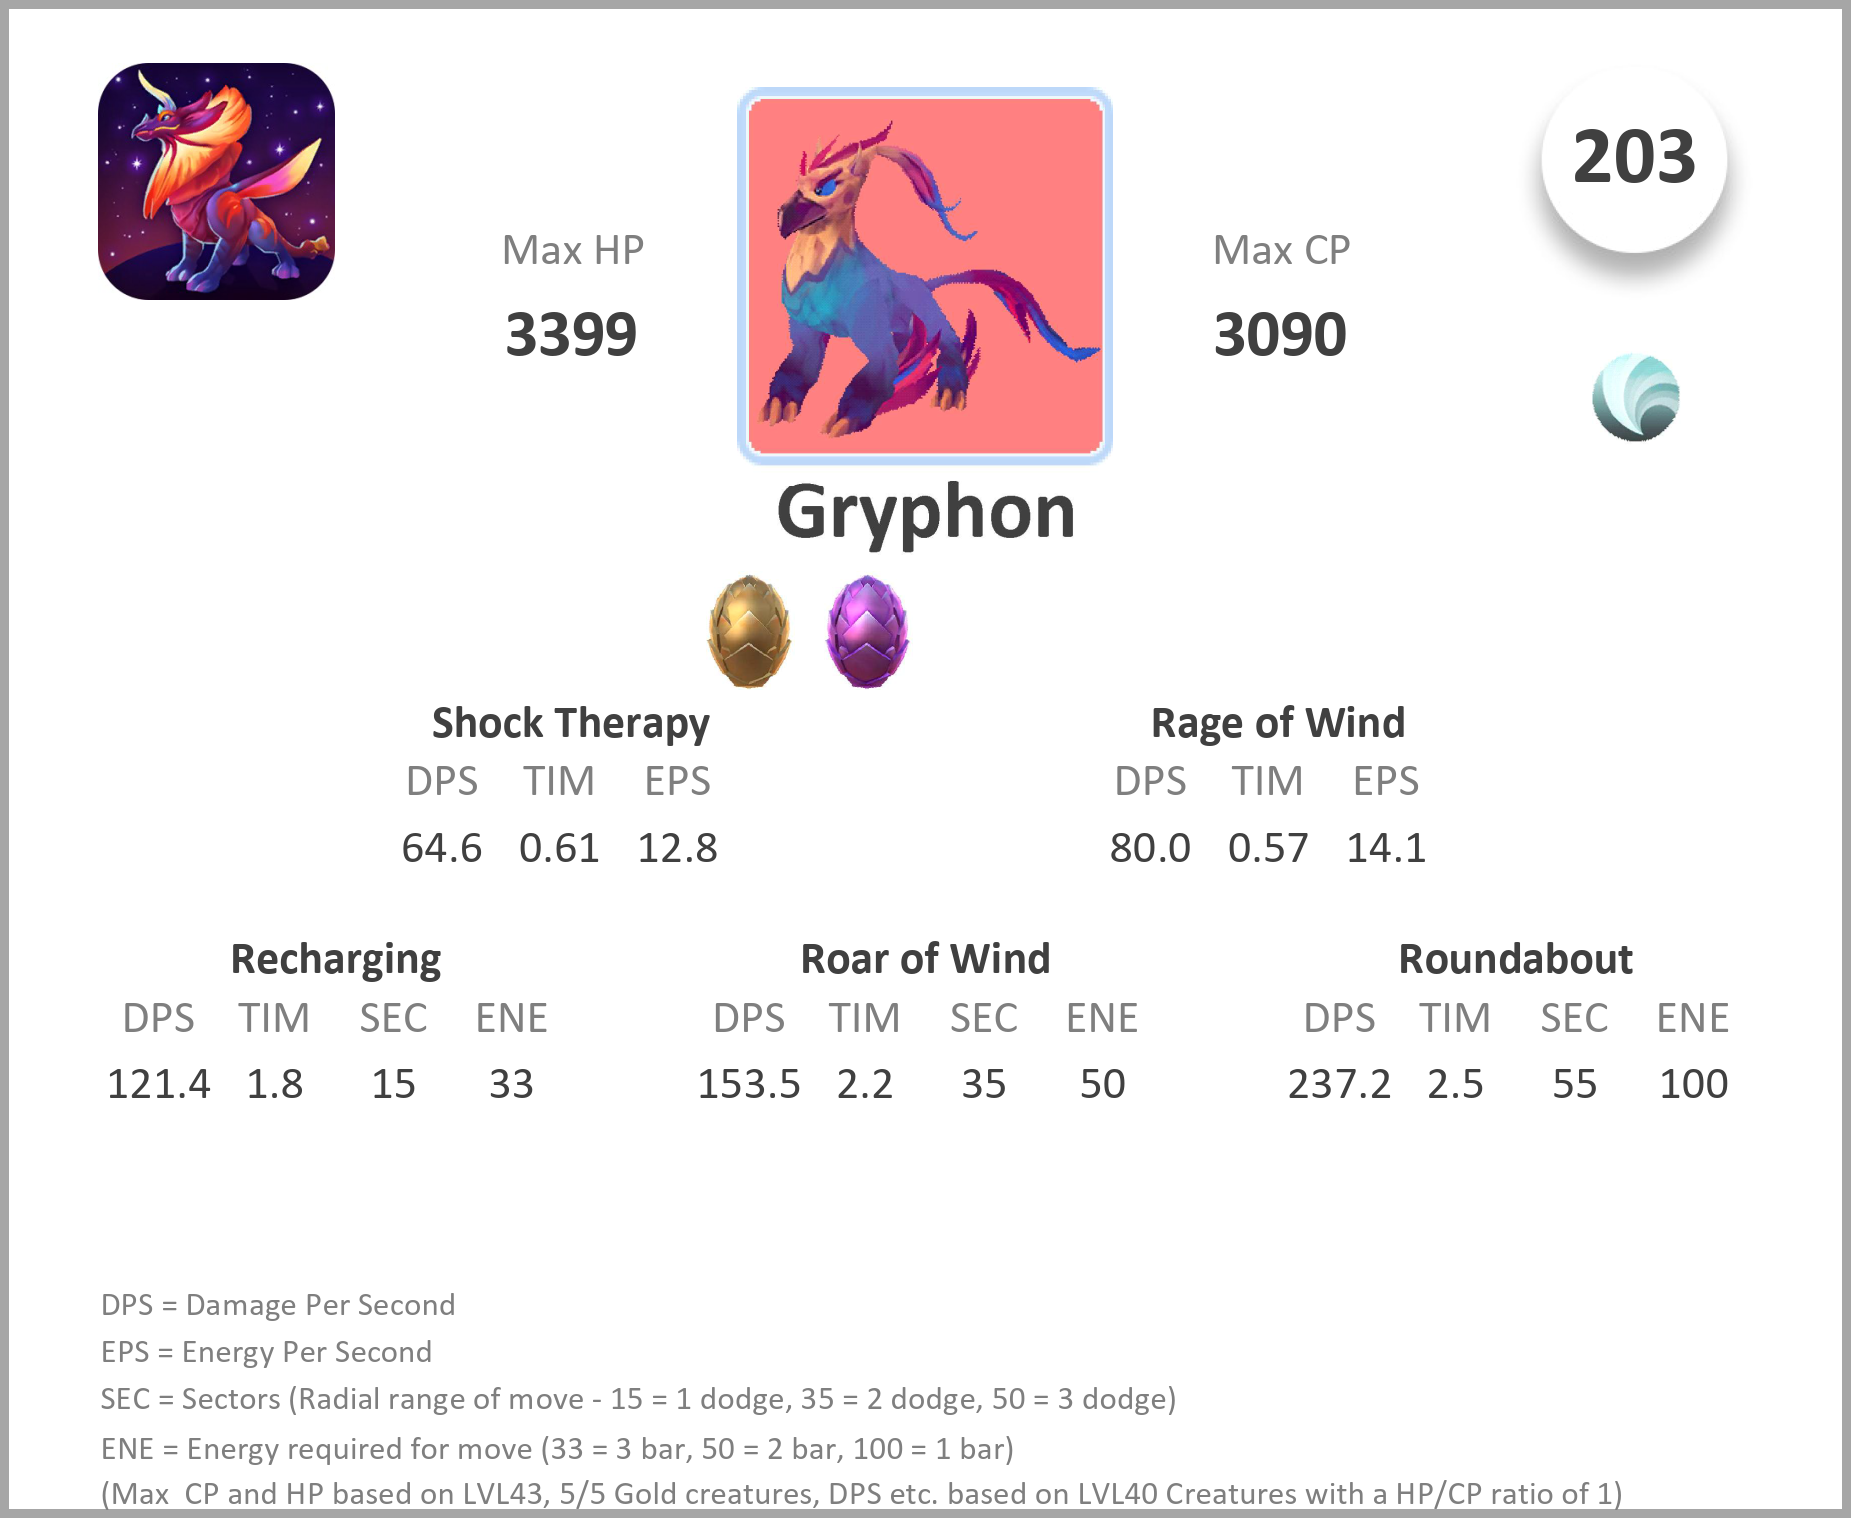 203
Max HP
Max CP
3399
3090
Gryphon
Shock Therapy
Rage of Wind
DPS TIM EPS
DPS TIM EPS
64.6 0.61 12.8
80.0 0.57 14.1
Recharging
Roar of Wind
Roundabout
DPS TIM SEC ENE
DPS TIM SEC ENE
DPS TIM SEC ENE
121.4 1.8 15 33
153.5 2.2 35 50
237.2 2.5 55 100
DPS = Damage Per Second
EPS = Energy Per Second
SEC = Sectors (Radial range of move - 15 = 1 dodge, 35 = 2 dodge, 50 = 3 dodge)
ENE = Energy required for move (33 = 3 bar, 50 = 2 bar, 100 = 1 bar)
(Max  CP and HP based on LVL43, 5/5 Gold creatures, DPS etc. based on LVL40 Creatures with a HP/CP ratio of 1)